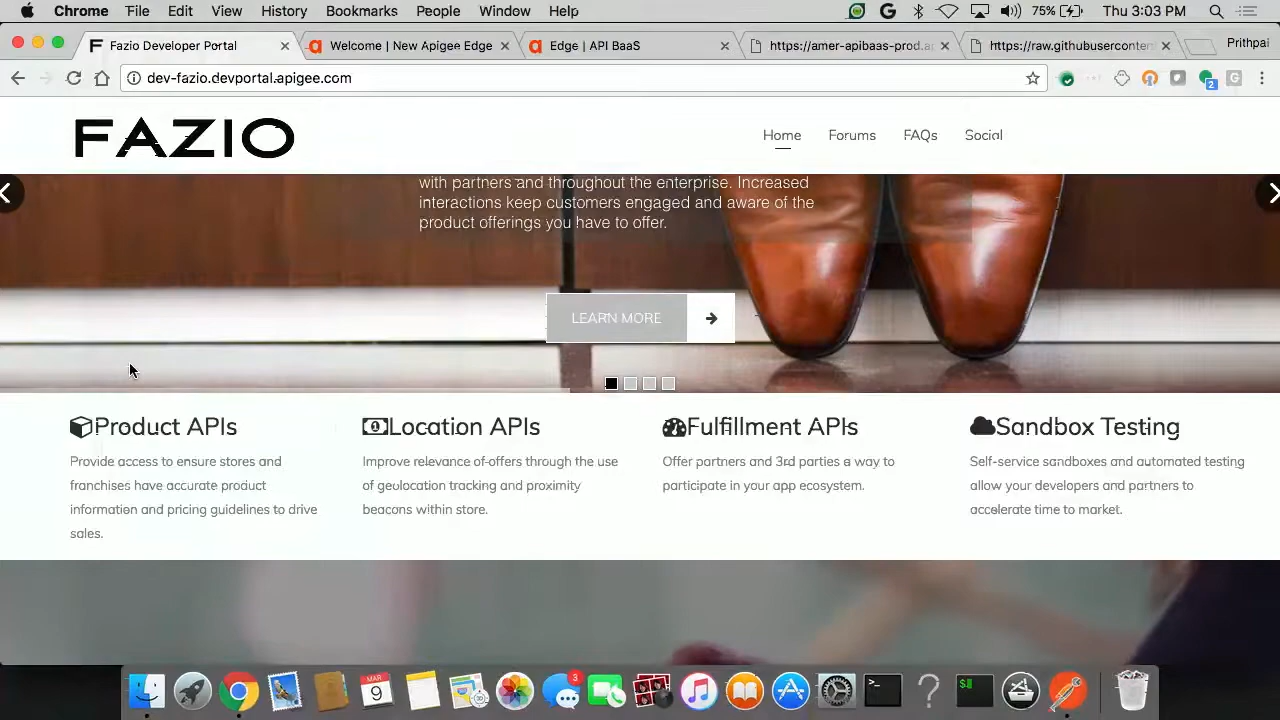 Chrome File Edit View History Bookmarks People Window Help 75% Thu 3:03 PM
Fazio Developer Portal Welcome | New Apigee Edge Edge | API BaaS https://amer-apibaas-prod.a https://raw.githubusercontent Prithpal
dev-fazio.devportal.apigee.com
FAZIO Home Forums FAQs Social
with partners and throughout the enterprise. Increased
interactions keep customers engaged and aware of the
product offerings you have to offer.
LEARN MORE
Product APIs
Provide access to ensure stores and
franchises have accurate product
information and pricing guidelines to drive
sales.
Location APIs
Improve relevance of offers through the use
of geolocation tracking and proximity
beacons within store.
Fulfillment APIs
Offer partners and 3rd parties a way to
participate in your app ecosystem.
Sandbox Testing
Self-service sandboxes and automated testing
allow your developers and partners to
accelerate time to market.
MAR
9
3